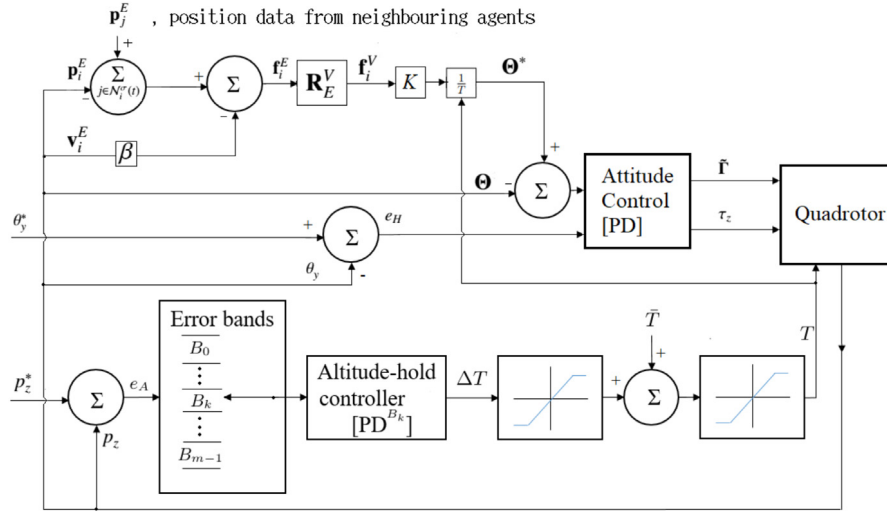 p_j^E , position data from neighbouring agents
+
p_i^E
-
Σ
j∈N_i^σ(t)
+
Σ
-
f_i^E
R_E^V
f_i^V
K
1/T
Θ*
v_i^E
β
+
Θ
-
Σ
Attitude
Control
[PD]
Γ̃
τ_z
Quadrotor
θ_y*
+
Σ
e_H
θ_y
-
Error bands
B_0
⋮
B_k
⋮
B_{m-1}
p_z*
Σ
e_A
p_z
Altitude-hold
controller
[PD^{B_k}]
ΔT
T̄
+
+
Σ
T